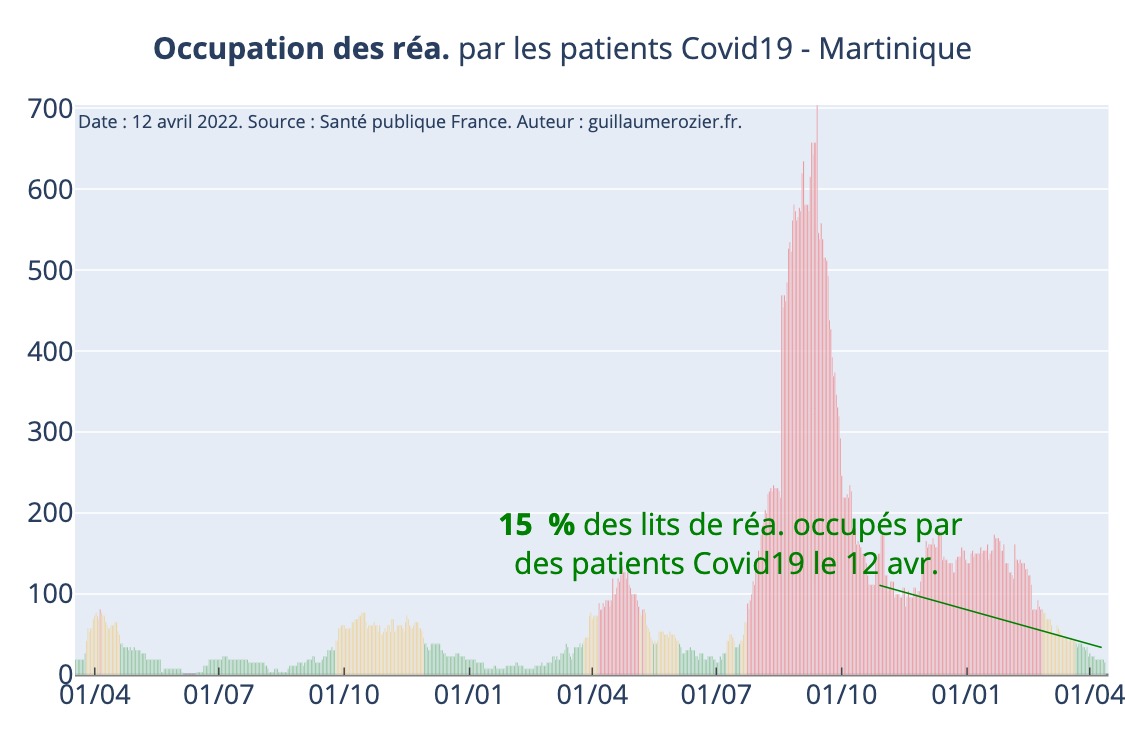 Occupation des réa. par les patients Covid19 - Martinique
700
Date : 12 avril 2022. Source : Santé publique France. Auteur : guillaumerozier.fr.
600
500
400
300
200
15 % des lits de réa. occupés par
des patients Covid19 le 12 avr.
100
0
01/04 01/07 01/10 01/01 01/04 01/07 01/10 01/01 01/04